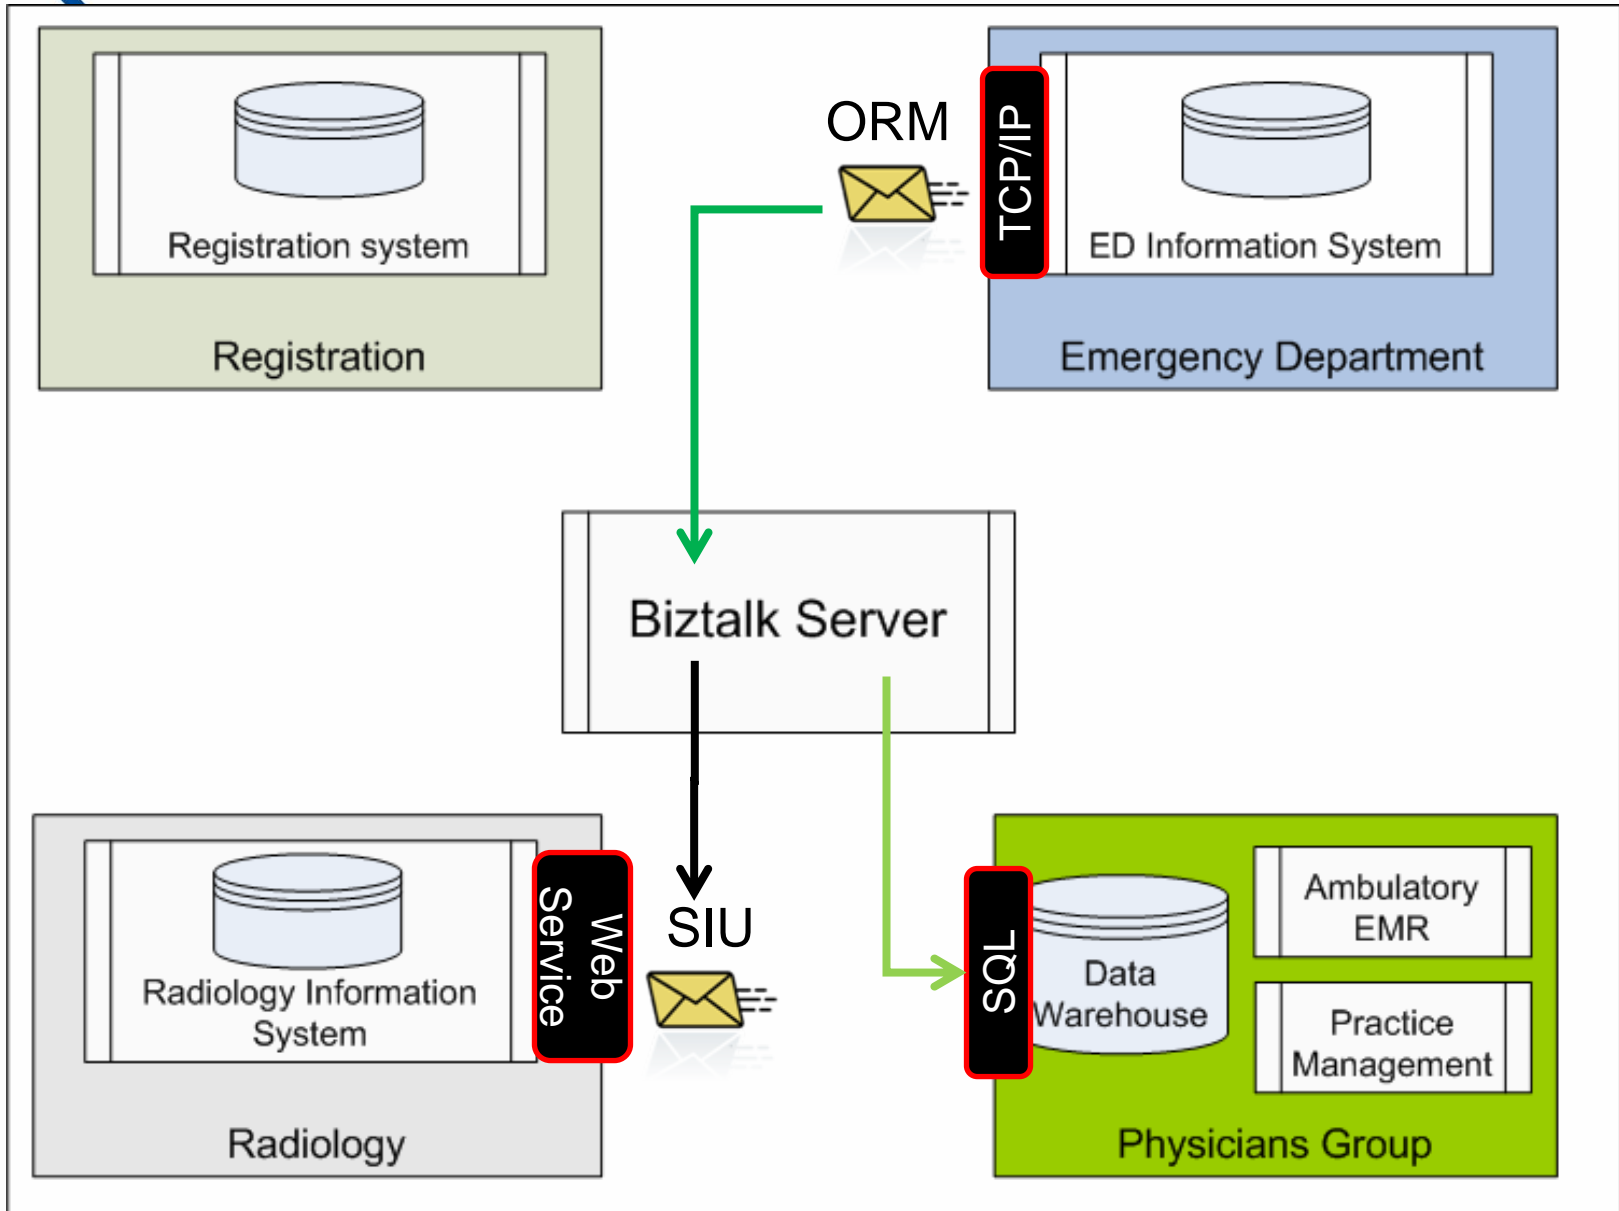 Registration system
Registration
ORM
TCP/IP
ED Information System
Emergency Department
Biztalk Server
Radiology Information
System
Web
Service
Radiology
SIU
SQL
Data
Warehouse
Ambulatory
EMR
Practice
Management
Physicians Group